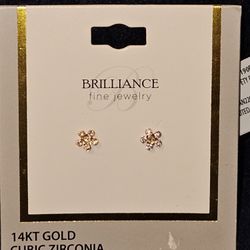 BRILLIANCE
fine jewelry
14KT GOLD
CUBIC ZIRCONIA